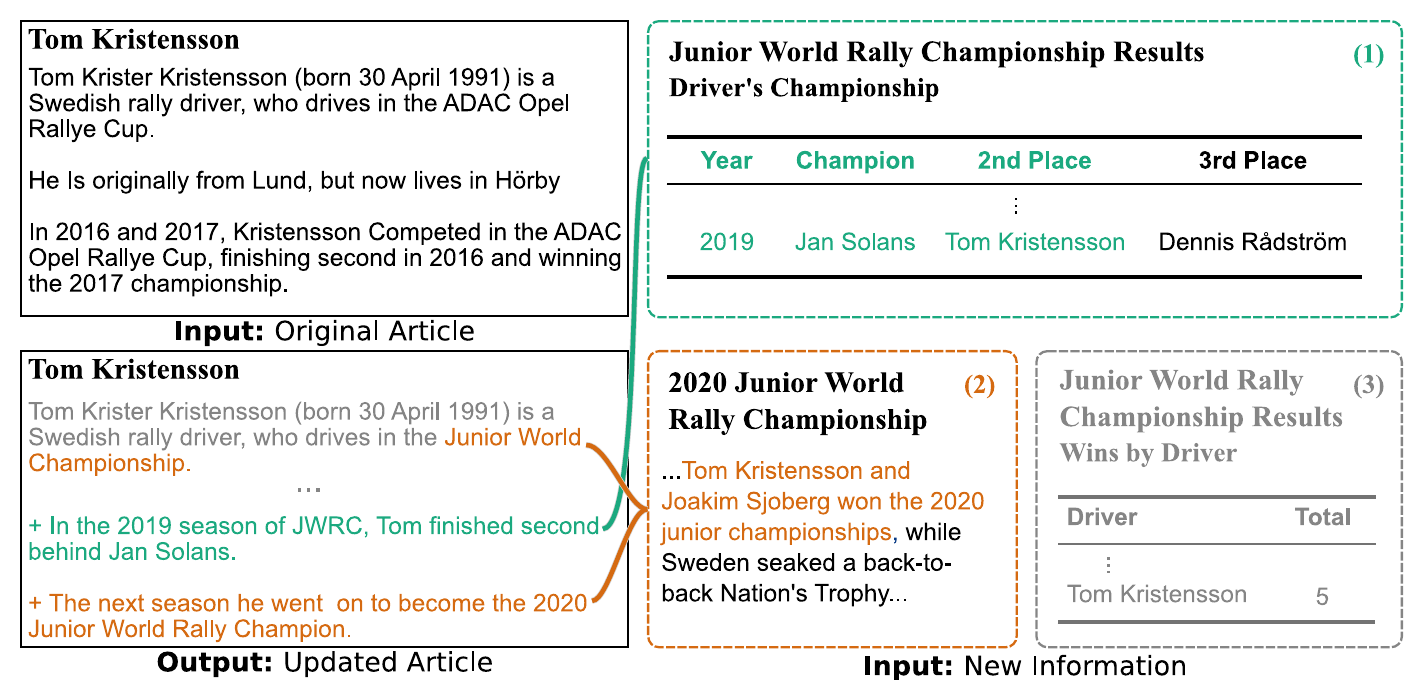 Tom Kristensson
Tom Krister Kristensson (born 30 April 1991) is a
Swedish rally driver, who drives in the ADAC Opel
Rallye Cup.
He Is originally from Lund, but now lives in Hörby
In 2016 and 2017, Kristensson Competed in the ADAC
Opel Rallye Cup, finishing second in 2016 and winning
the 2017 championship.
Input: Original Article
Junior World Rally Championship Results (1)
Driver's Championship
Year Champion 2nd Place 3rd Place
⋮
2019 Jan Solans Tom Kristensson Dennis Rådström
Tom Kristensson
Tom Krister Kristensson (born 30 April 1991) is a
Swedish rally driver, who drives in the Junior World
Championship.
...
+ In the 2019 season of JWRC, Tom finished second
behind Jan Solans.
+ The next season he went on to become the 2020
Junior World Rally Champion.
Output: Updated Article
2020 Junior World (2)
Rally Championship
...Tom Kristensson and
Joakim Sjoberg won the 2020
junior championships, while
Sweden seaked a back-to-
back Nation's Trophy...
Junior World Rally (3)
Championship Results
Wins by Driver
Driver Total
⋮
Tom Kristensson 5
Input: New Information